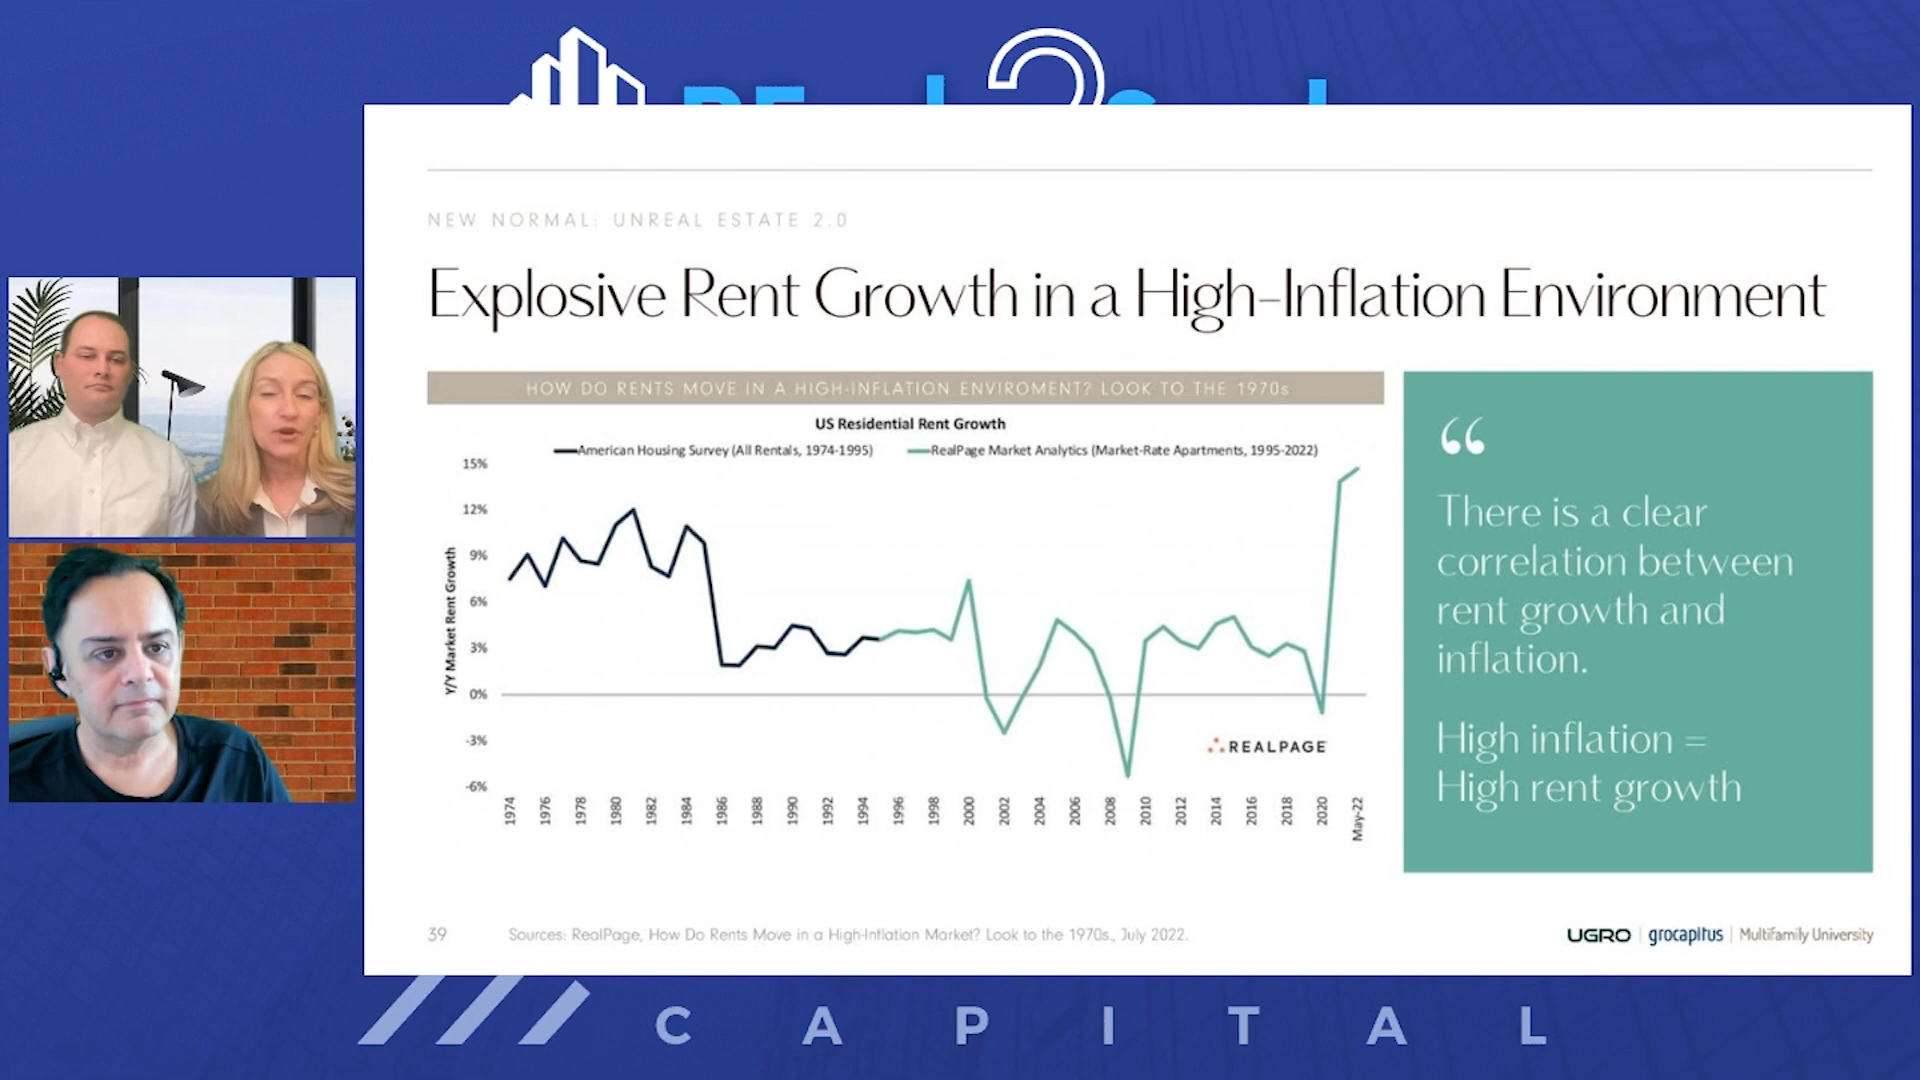 NEW NORMAL: UNREAL ESTATE 2.0
Explosive Rent Growth in a High-Inflation Environment
HOW DO RENTS MOVE IN A HIGH-INFLATION ENVIROMENT? LOOK TO THE 1970s
US Residential Rent Growth
American Housing Survey (All Rentals, 1974-1995)
RealPage Market Analytics (Market-Rate Apartments, 1995-2022)
Y/Y Market Rent Growth
15%
12%
9%
6%
3%
0%
-3%
-6%
REALPAGE
1974 1976 1978 1980 1982 1984 1986 1988 1990 1992 1994 1996 1998 2000 2002 2004 2006 2008 2010 2012 2014 2016 2018 2020 May-22
“
There is a clear
correlation between
rent growth and
inflation.
High inflation =
High rent growth
39
Sources: RealPage, How Do Rents Move in a High-Inflation Market? Look to the 1970s., July 2022.
UGRO | grocapitus | Multifamily University
CAPITAL